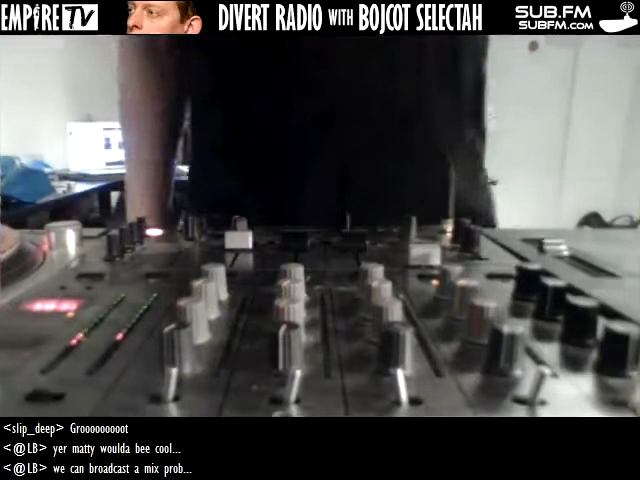 EMPIRE TV
DIVERT RADIO WITH BOJCOT SELECTAH
SUB.FM
SUBFM.COM
<slip_deep> Grooooooooot
<@LB> yer matty woulda bee cool...
<@LB> we can broadcast a mix prob...